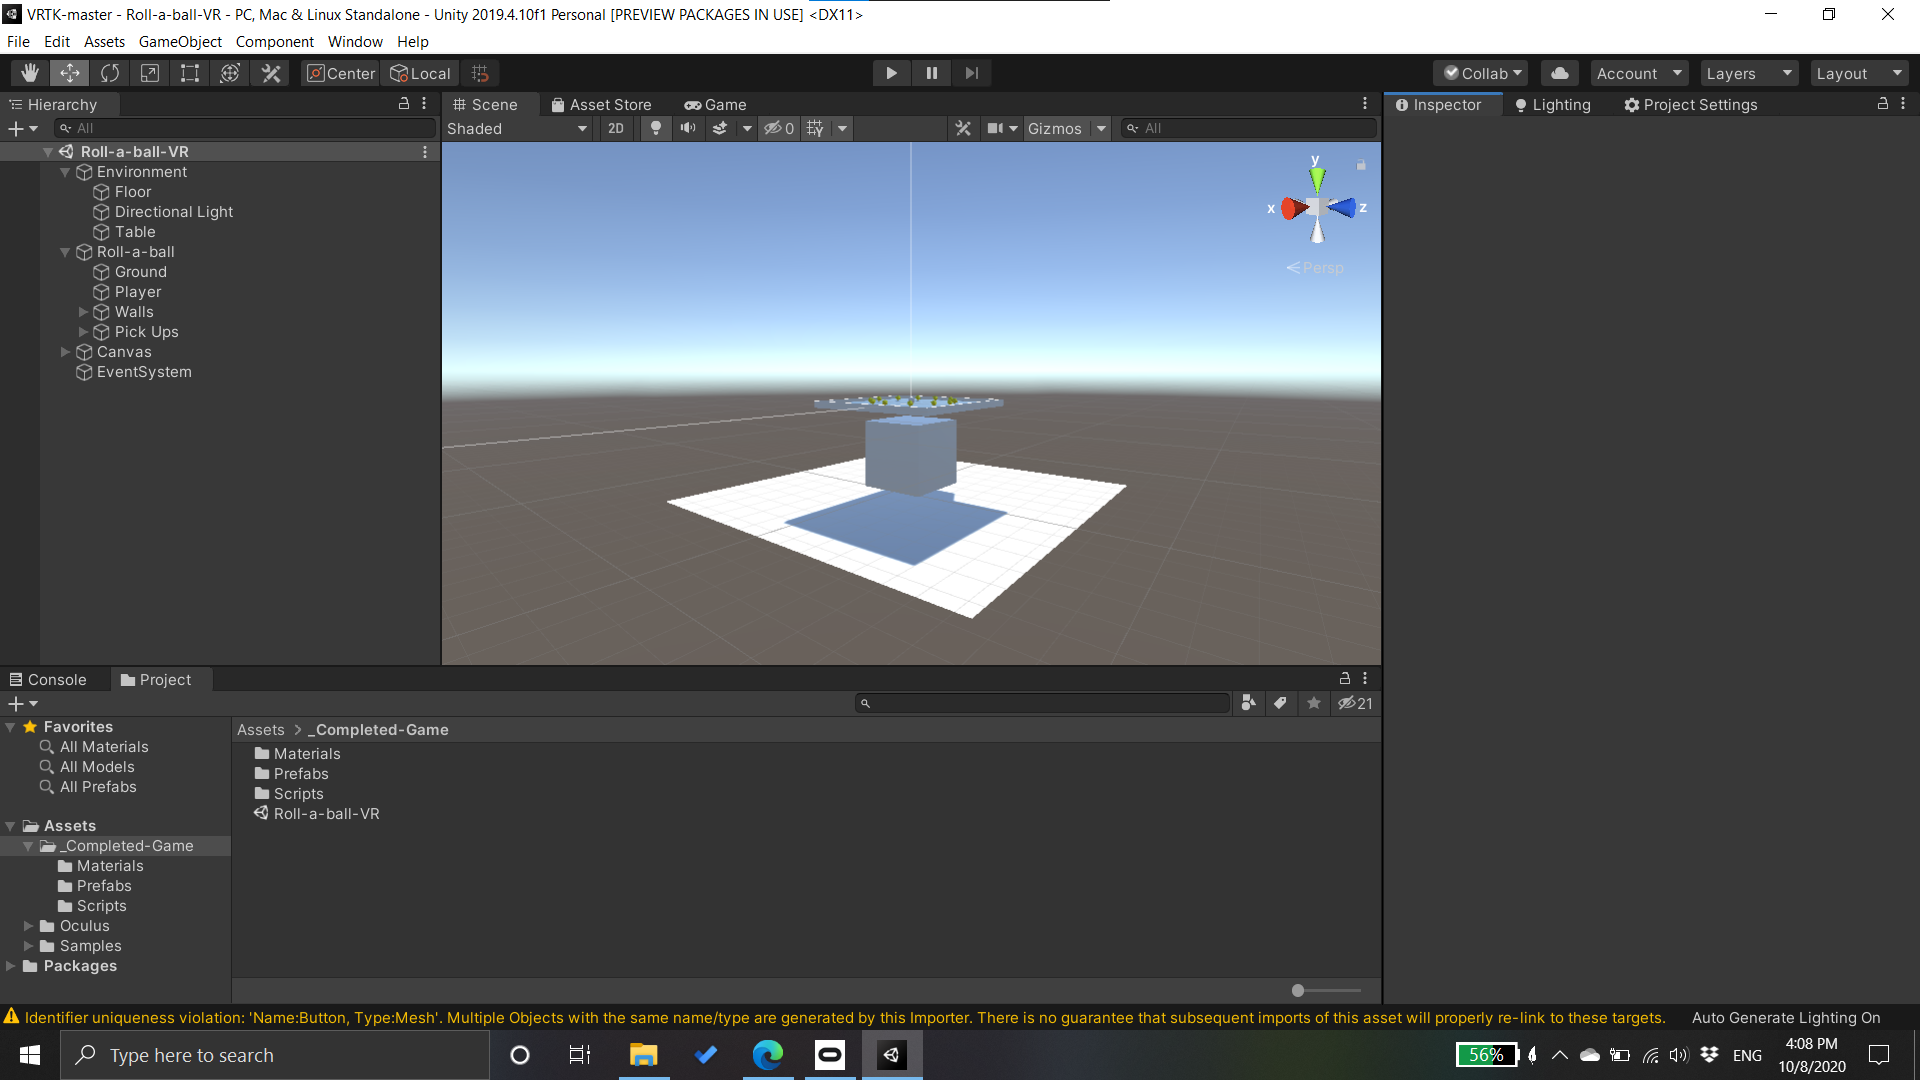 VRTK-master - Roll-a-ball-VR - PC, Mac & Linux Standalone - Unity 2019.4.10f1 Personal [PREVIEW PACKAGES IN USE] <DX11>
File Edit Assets GameObject Component Window Help
Center Local Collab Account Layers Layout
Hierarchy Scene Asset Store Game Inspector Lighting Project Settings
All Shaded 2D 0 Gizmos All
Roll-a-ball-VR
Environment
Floor
Directional Light
Table
Roll-a-ball
Ground
Player
Walls
Pick Ups
Canvas
EventSystem
y
x z
Persp
Console Project
21
Favorites
All Materials
All Models
All Prefabs
Assets
_Completed-Game
Materials
Prefabs
Scripts
Oculus
Samples
Packages
Assets > _Completed-Game
Materials
Prefabs
Scripts
Roll-a-ball-VR
Identifier uniqueness violation: 'Name:Button, Type:Mesh'. Multiple Objects with the same name/type are generated by this Importer. There is no guarantee that subsequent imports of this asset will properly re-link to these targets. Auto Generate Lighting On
Type here to search
56%
ENG
4:08 PM
10/8/2020